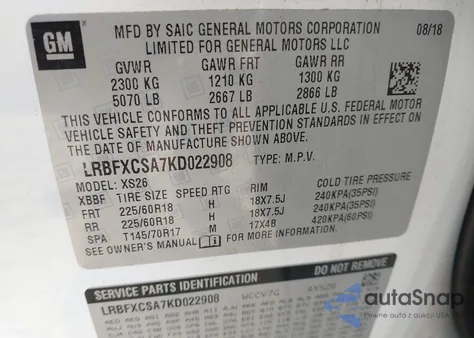 GM
MFD BY SAIC GENERAL MOTORS CORPORATION 08/18
LIMITED FOR GENERAL MOTORS LLC
GVWR GAWR FRT GAWR RR
2300 KG 1210 KG 1300 KG
5070 LB 2667 LB 2866 LB
THIS VEHICLE CONFORMS TO ALL APPLICABLE U.S. FEDERAL MOTOR
VEHICLE SAFETY AND THEFT PREVENTION STANDARDS IN EFFECT ON
THE DATE OF MANUFACTURE SHOWN ABOVE.
LRBFXCSA7KD022908 TYPE: M.P.V.
MODEL: XS26
XBBF TIRE SIZE SPEED RTG RIM COLD TIRE PRESSURE
FRT 225/60R18 H 18X7.5J 240KPA(35PSI)
RR 225/60R18 H 18X7.5J 240KPA(35PSI)
SPA T145/70R17 M 17X4B 420KPA(60PSI)
SEE OWNER'S MANUAL FOR MORE INFORMATION
SERVICE PARTS IDENTIFICATION DO NOT REMOVE
LRBFXCSA7KD022908 4XS26
autoSnap